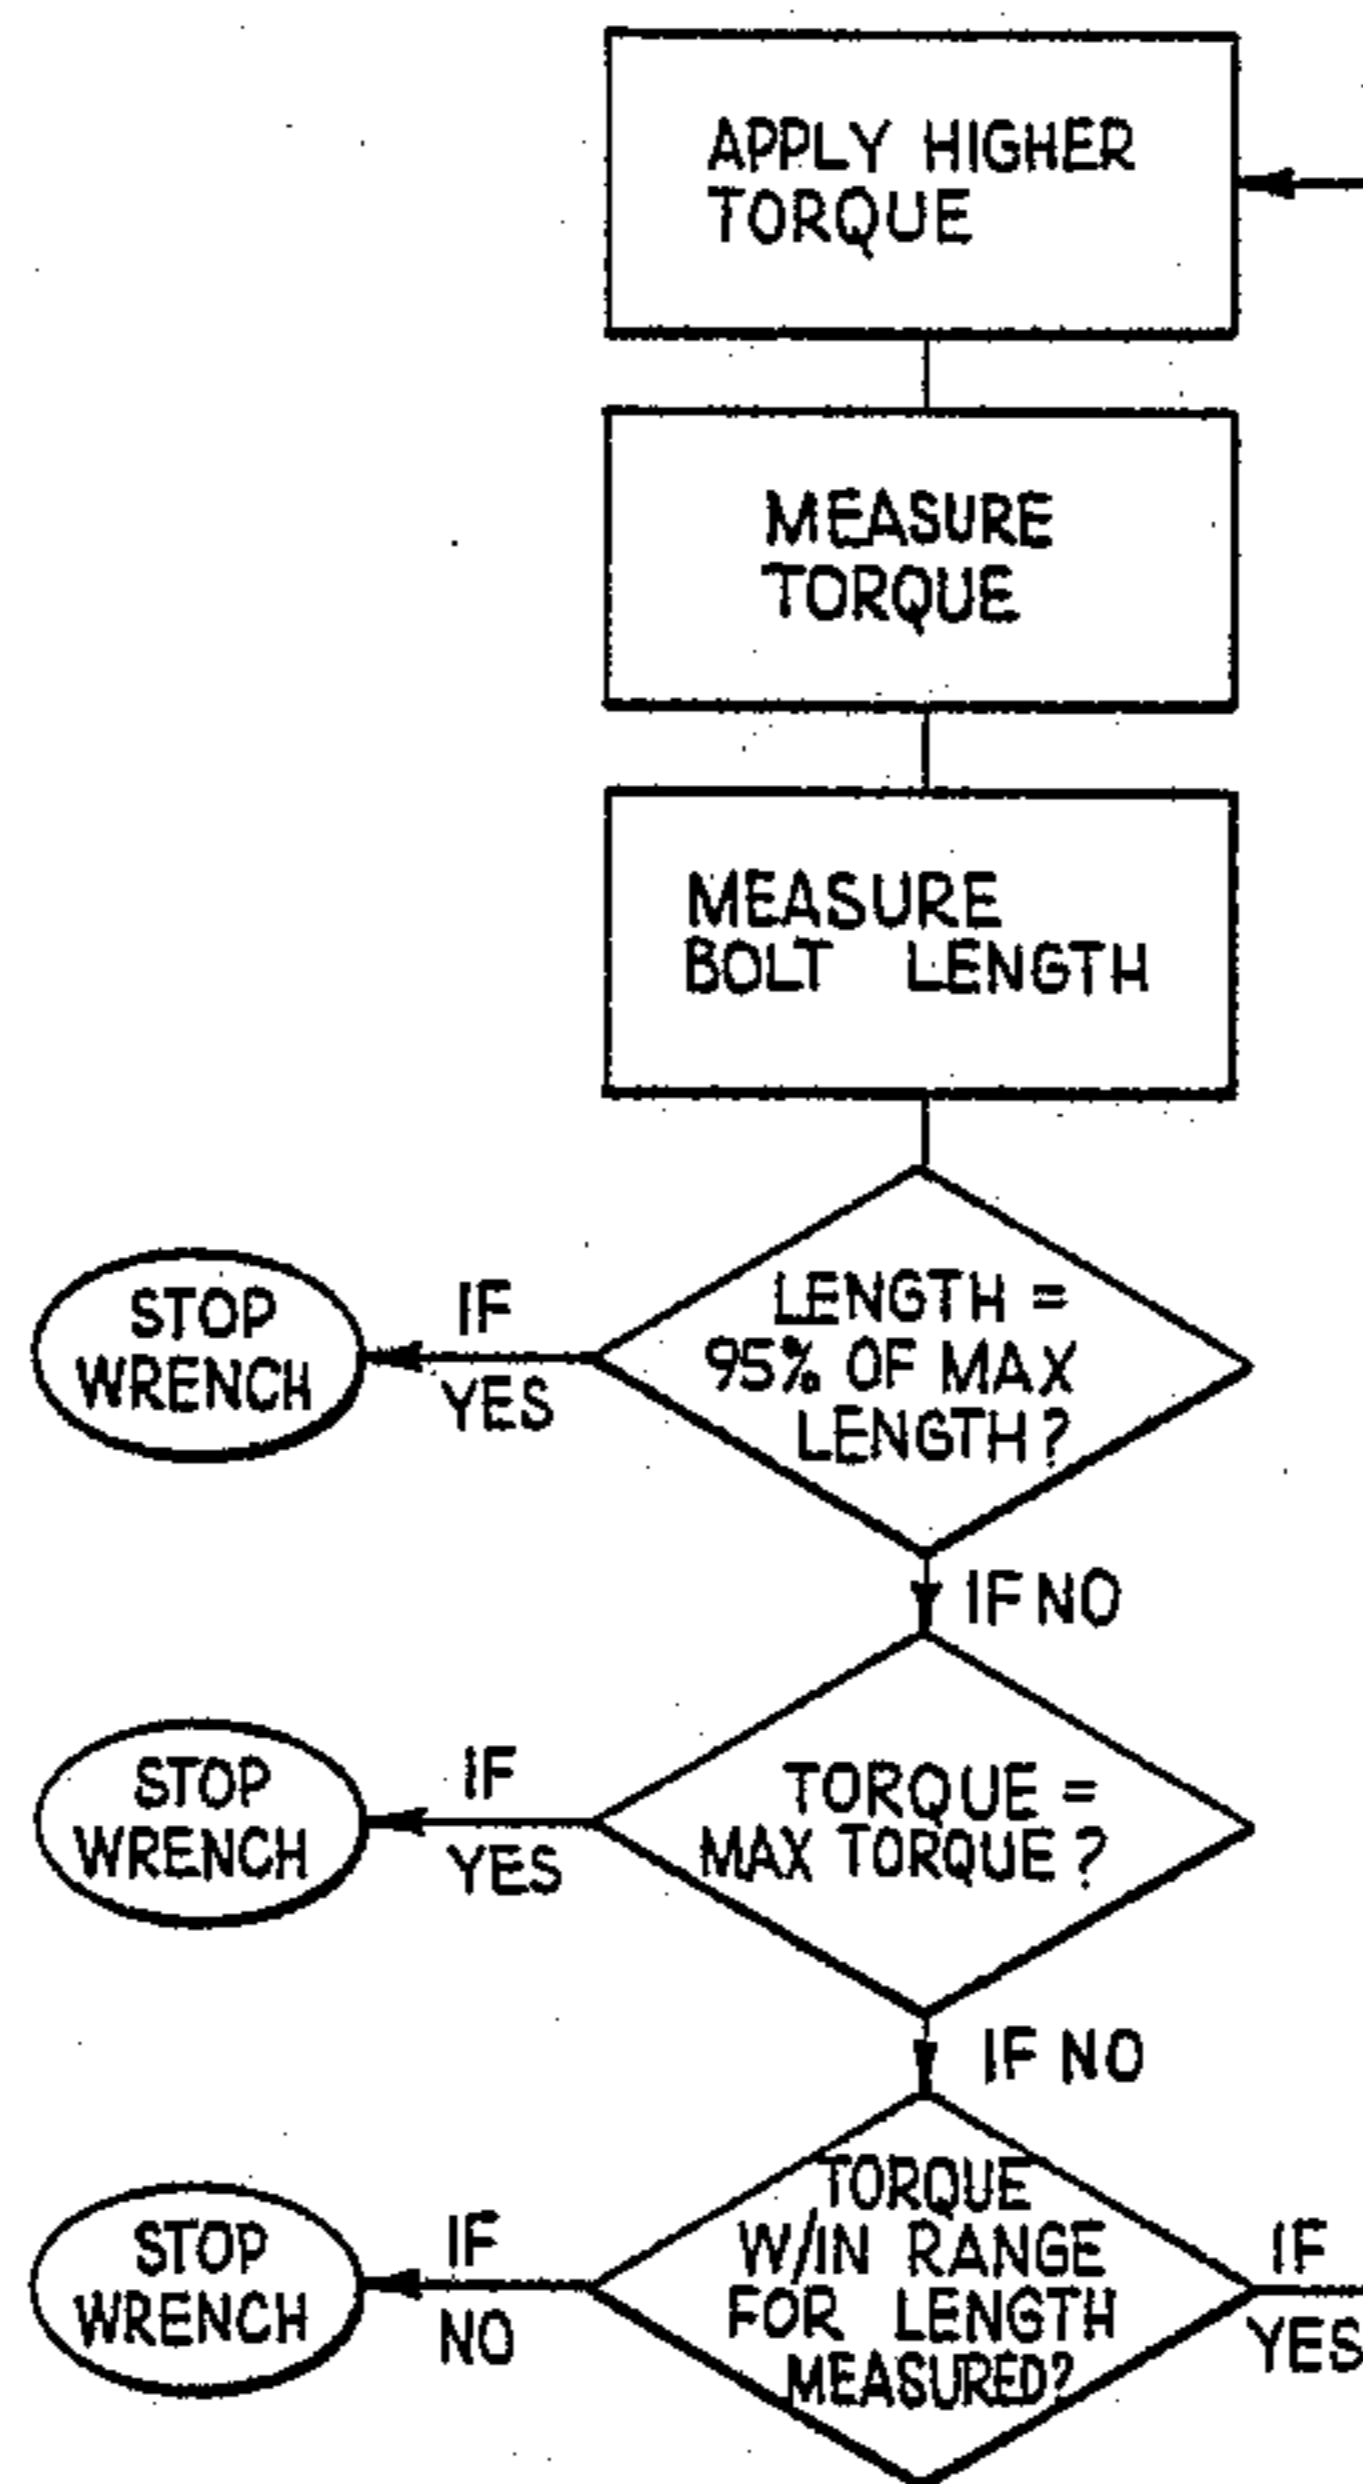 APPLY HIGHER
TORQUE
MEASURE
TORQUE
MEASURE
BOLT LENGTH
LENGTH =
95% OF MAX
LENGTH?
IF
YES
STOP
WRENCH
IF NO
TORQUE =
MAX TORQUE?
IF
YES
STOP
WRENCH
IF NO
TORQUE
W/IN RANGE
FOR LENGTH
MEASURED?
IF
NO
STOP
WRENCH
IF
YES